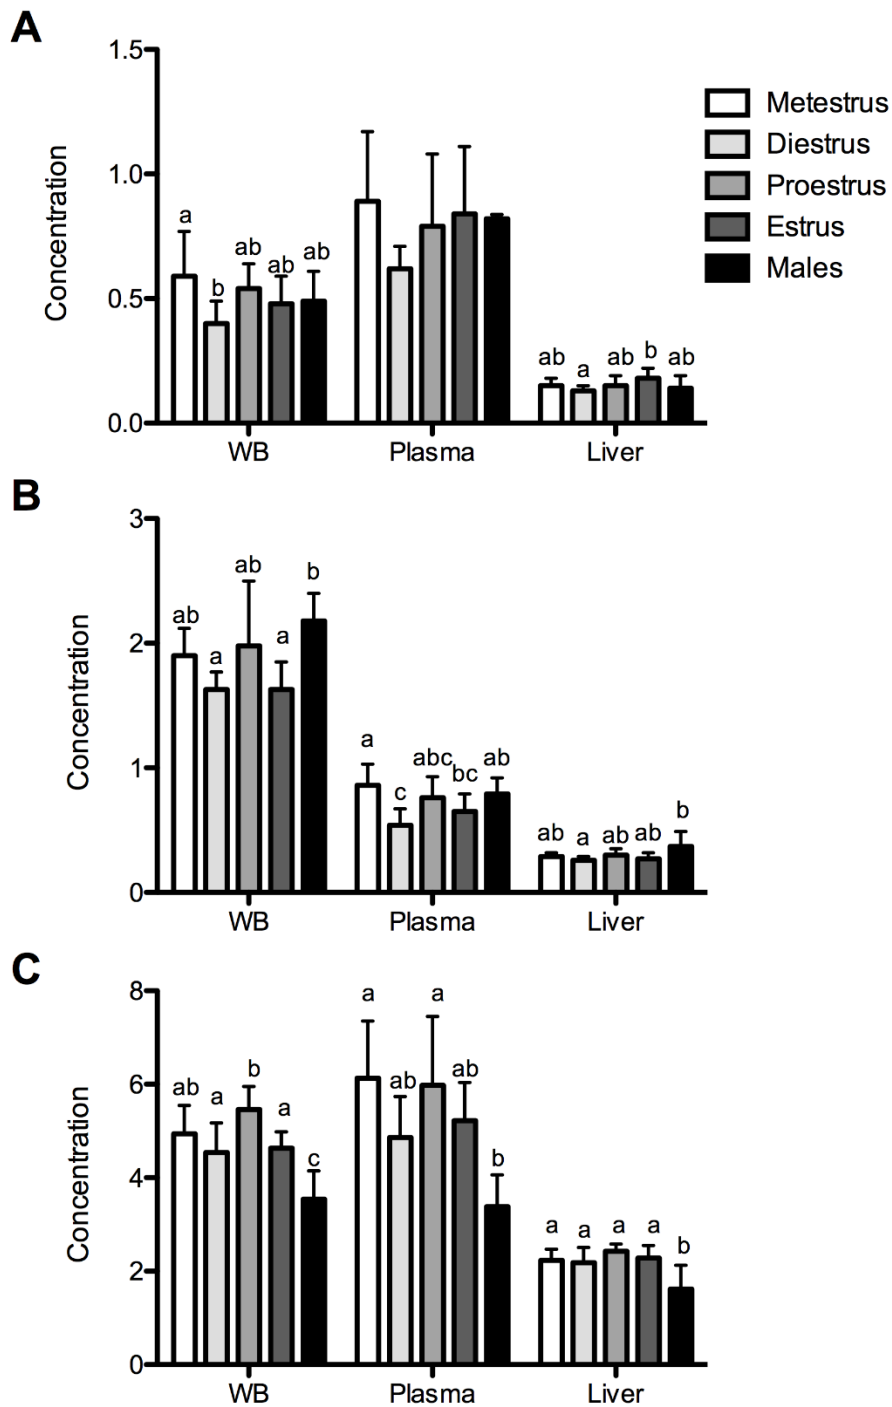 A
1.5
1.0
0.5
0.0
Concentration
a b ab ab ab
ab a ab b ab
WB Plasma Liver
Metestrus
Diestrus
Proestrus
Estrus
Males
B
3
2
1
0
Concentration
ab a ab a b
a c abc bc ab
ab a ab ab b
WB Plasma Liver
C
8
6
4
2
0
Concentration
ab a b a c
a ab a ab b
a a a a b
WB Plasma Liver